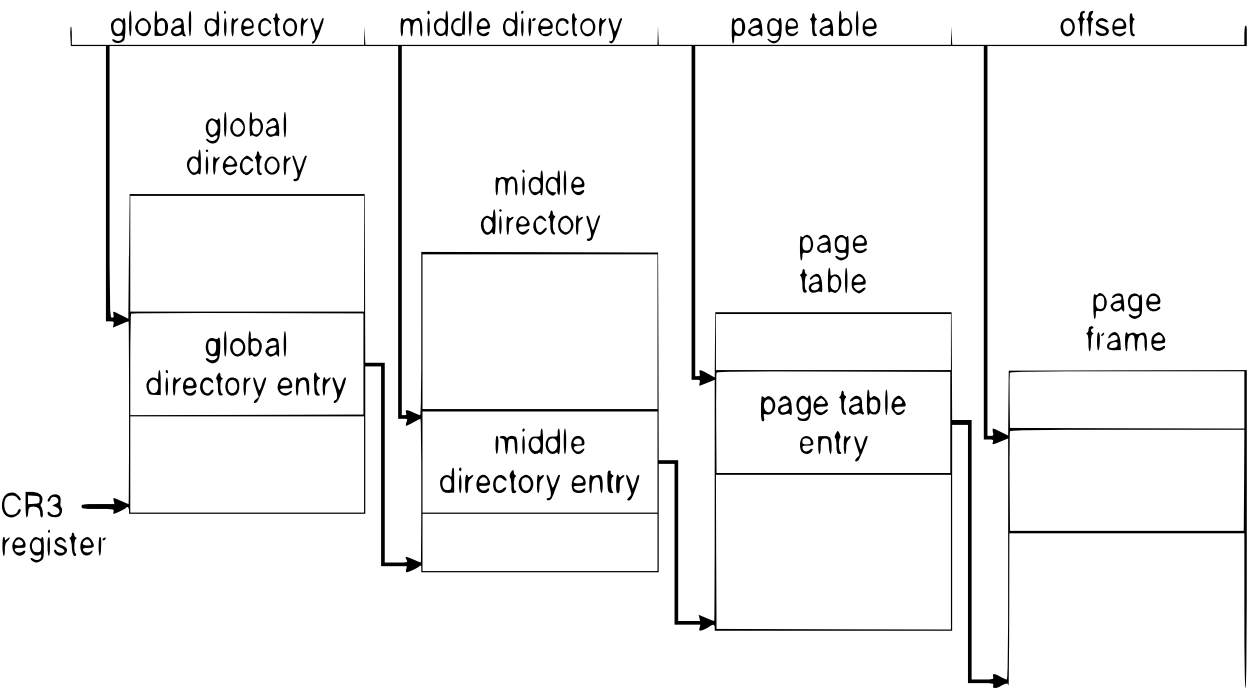 global directory middle directory page table offset
global
directory
middle
directory
page
table
page
frame
global
directory entry
page table
entry
middle
directory entry
CR3
register